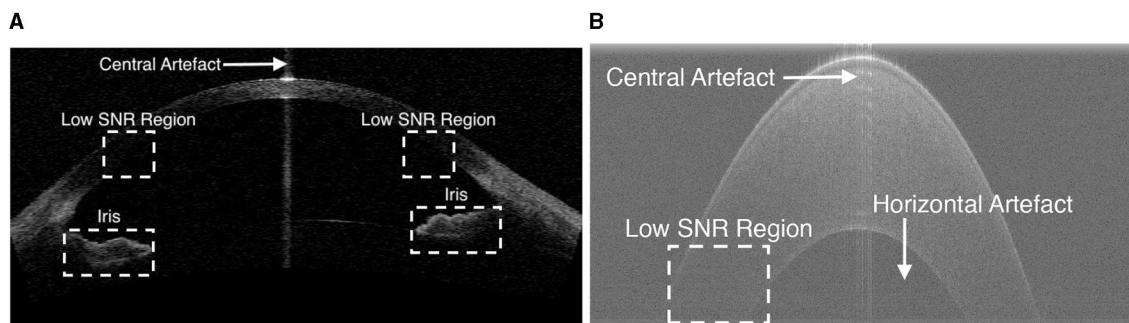 A
Central Artefact
Low SNR Region
Low SNR Region
Iris
Iris
B
Central Artefact
Horizontal Artefact
Low SNR Region